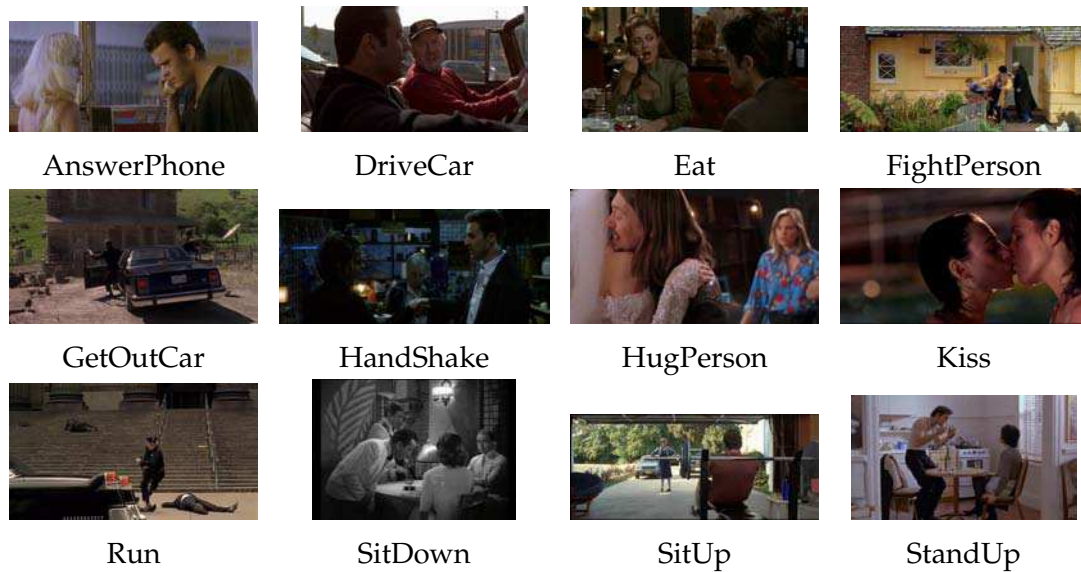 AnswerPhone
DriveCar
Eat
FightPerson
GetOutCar
HandShake
HugPerson
Kiss
Run
SitDown
SitUp
StandUp